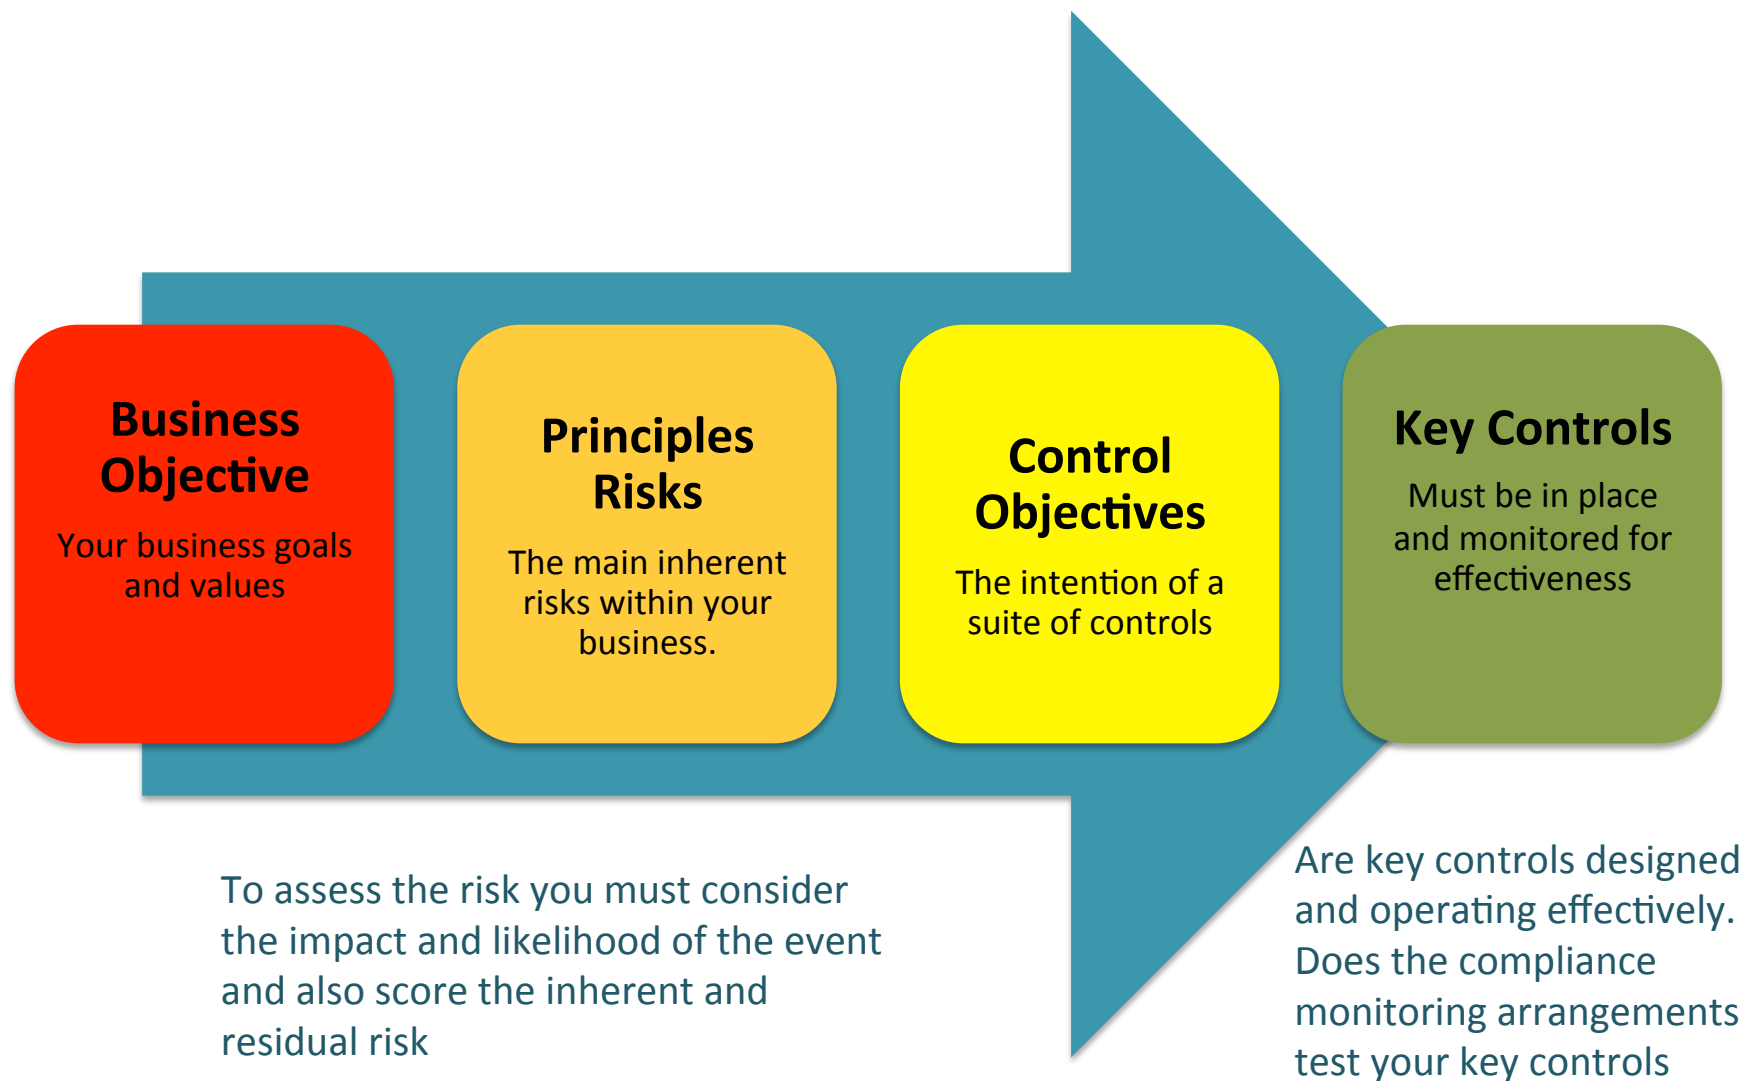 Business
Objective
Your business goals
and values
Principles
Risks
The main inherent
risks within your
business.
Control
Objectives
The intention of a
suite of controls
Key Controls
Must be in place
and monitored for
effectiveness
To assess the risk you must consider
the impact and likelihood of the event
and also score the inherent and
residual risk
Are key controls designed
and operating effectively.
Does the compliance
monitoring arrangements
test your key controls